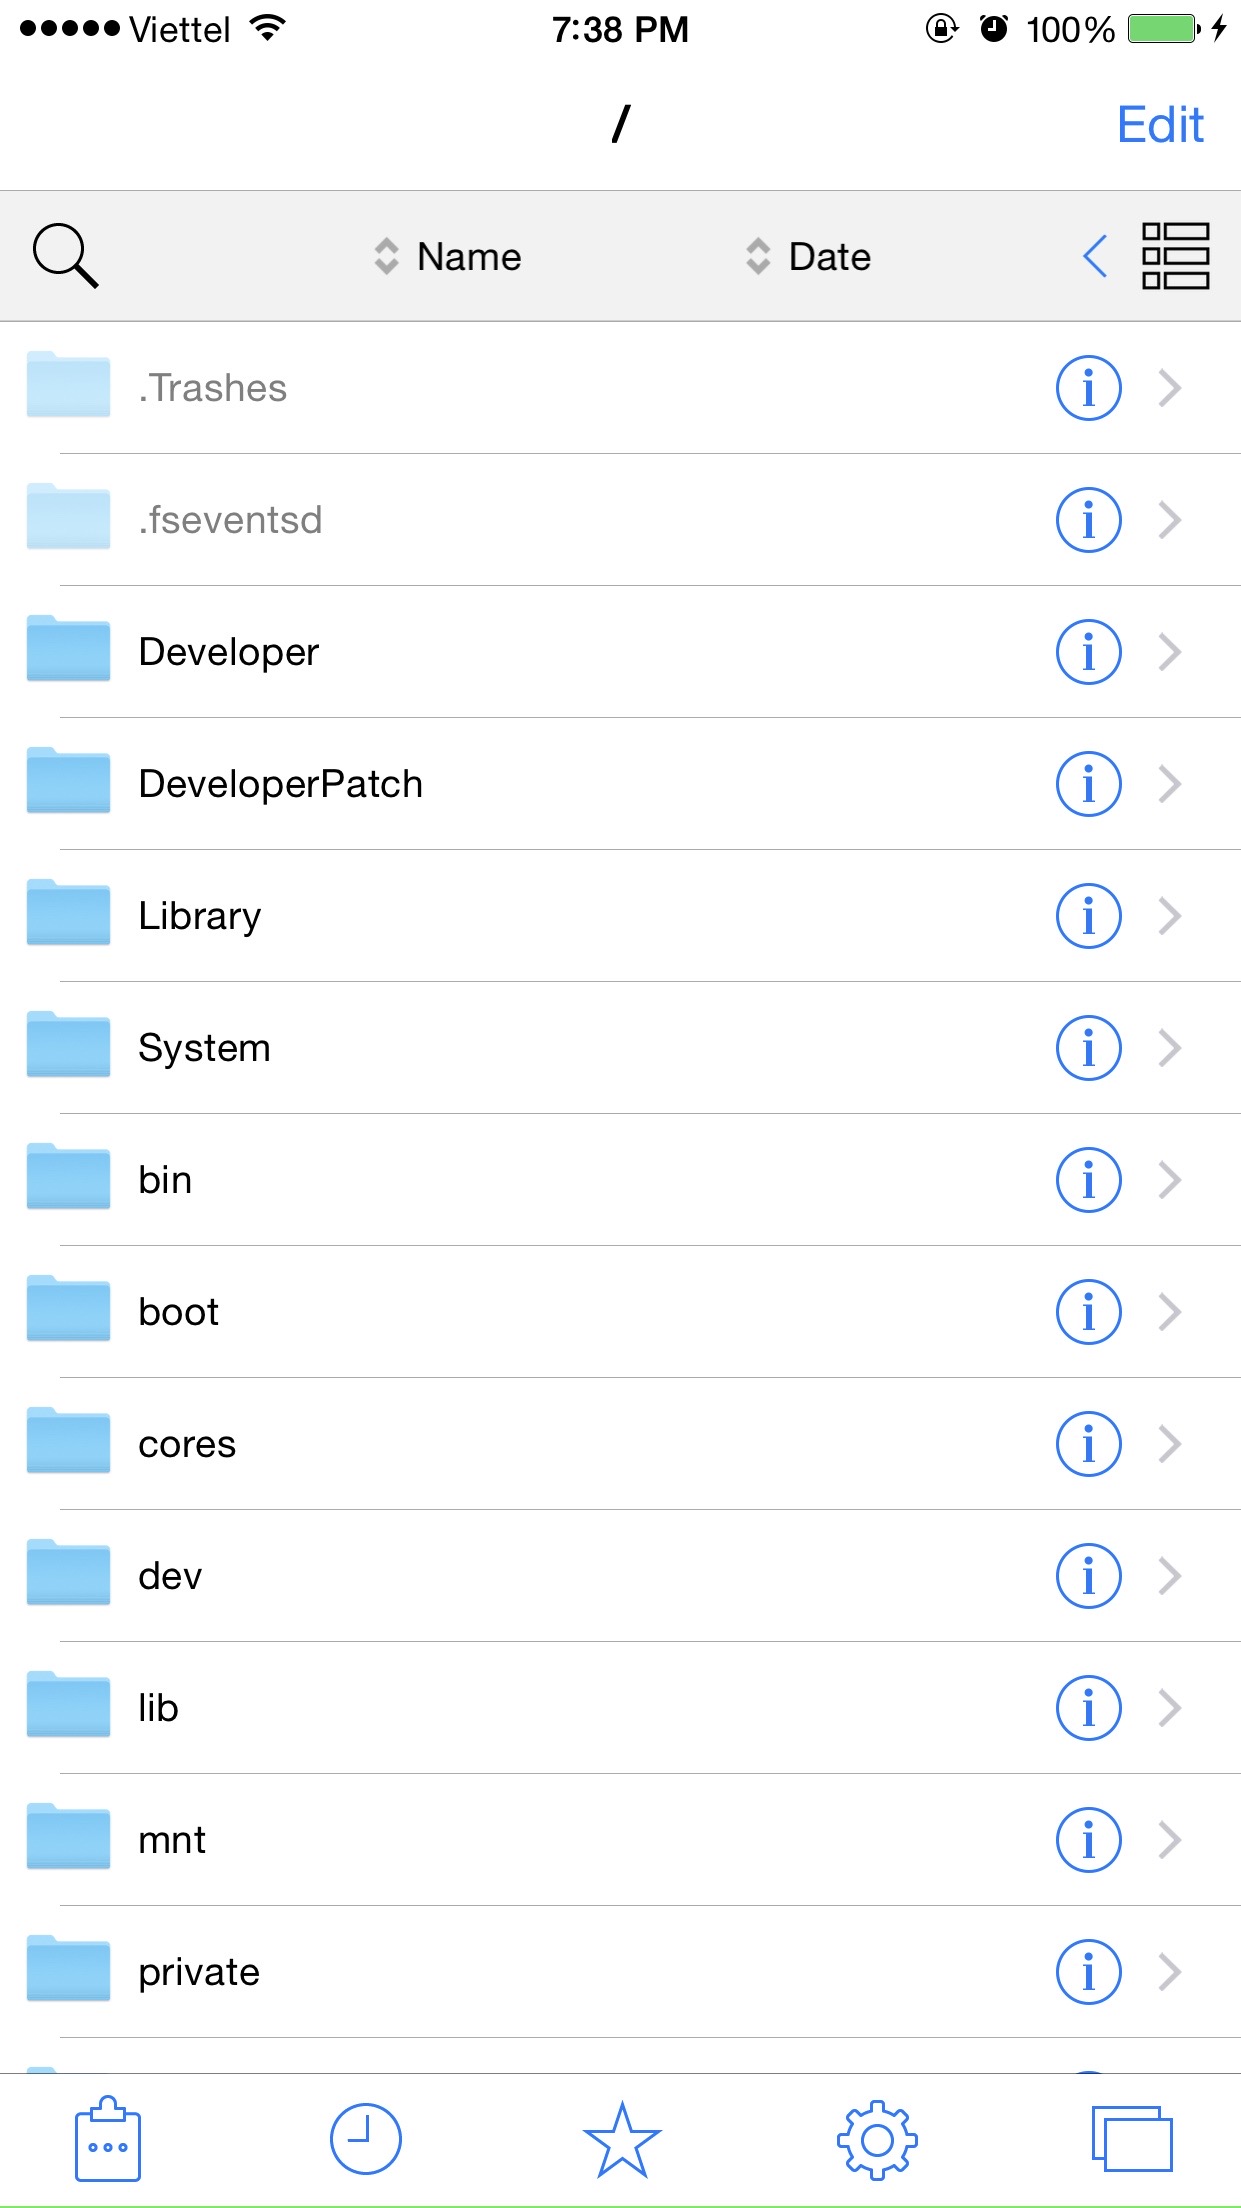 Viettel 7:38 PM 100%
/ Edit
Name Date
.Trashes
.fseventsd
Developer
DeveloperPatch
Library
System
bin
boot
cores
dev
lib
mnt
private